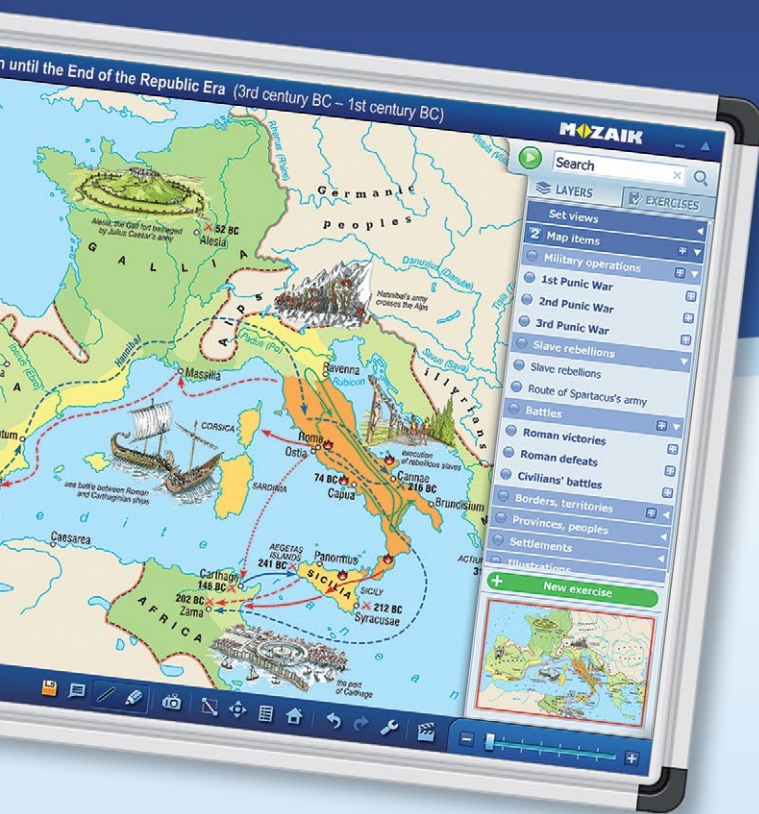 n until the End of the Republic Era (3rd century BC – 1st century BC)
MOZAIK
Search
LAYERS
EXERCISES
Set views
2 Map items
Military operations
1st Punic War
2nd Punic War
3rd Punic War
Slave rebellions
Slave rebellions
Route of Spartacus's army
Battles
Roman victories
Roman defeats
Civilians' battles
Borders, territories
Provinces, peoples
Settlements
Illustrations
New exercise
Rhenus (Rhine)
Germanic
peoples
Alesia, the Gall fort besieged
by Julius Caesar's army
52 BC
Alesia
GALLIA
Danuvius (Danube)
Hannibal's army
crosses the Alps
Alps
Hannibal
Padus (Po)
Savus (Sava)
Illyrians
Iberus (Ebro)
Massilia
Ravenna
Rubicon
CORSICA
Rome
Ostia
execution
of rebellious slaves
Cannae
216 BC
74 BC
Capua
Brundisium
sea battle between Roman
and Carthaginian ships
SARDINIA
edite
Caesarea
AEGETAS
ISLANDS
241 BC
Panormus
SICILIA
SICILY
Carthage
146 BC
202 BC
Zama
212 BC
Syracusae
AFRICA
the port
of Carthage